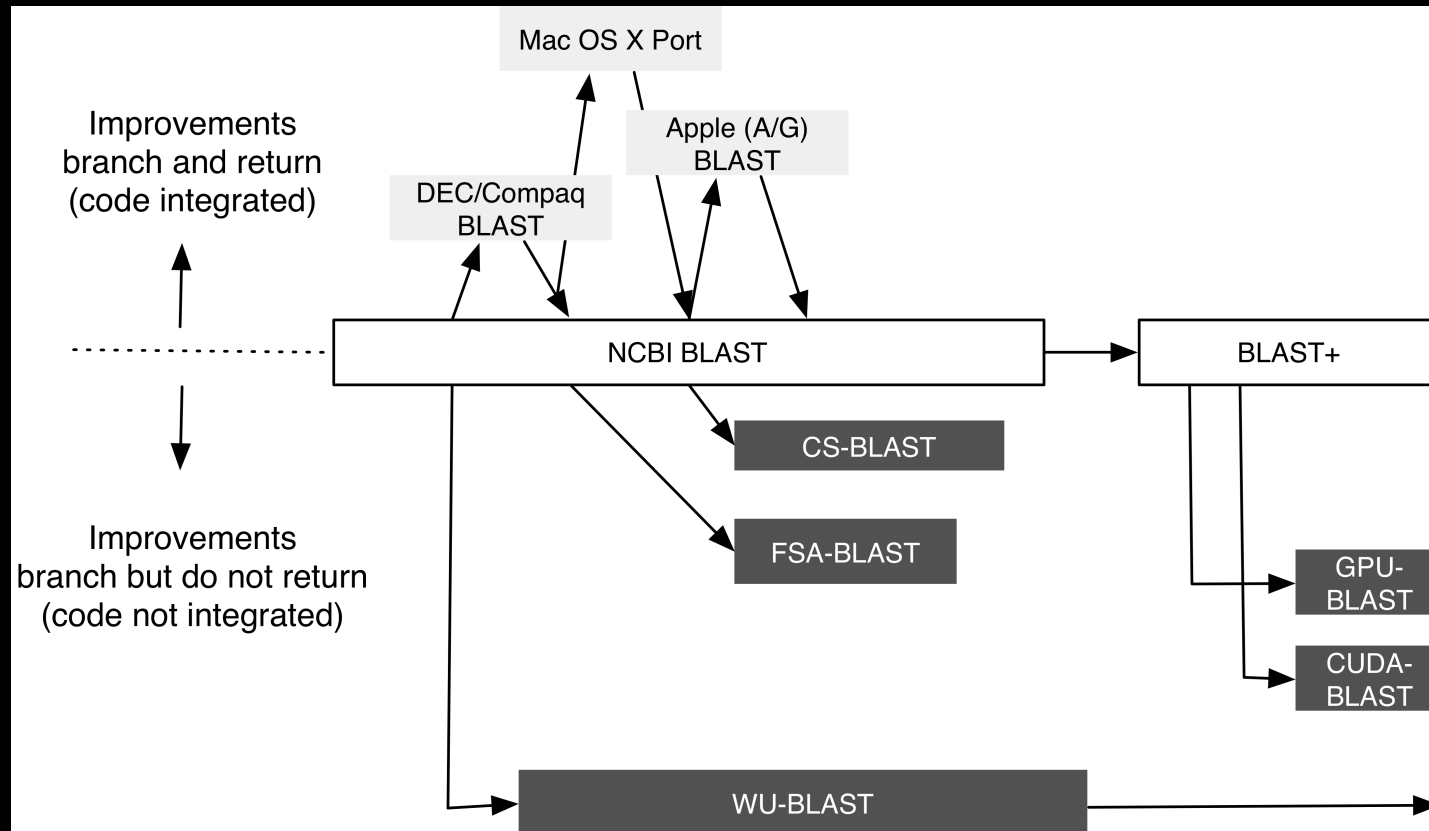 Mac OS X Port
Improvements
branch and return
(code integrated)
Apple (A/G)
BLAST
DEC/Compaq
BLAST
NCBI BLAST
BLAST+
CS-BLAST
Improvements
branch but do not return
(code not integrated)
FSA-BLAST
GPU-
BLAST
CUDA-
BLAST
WU-BLAST